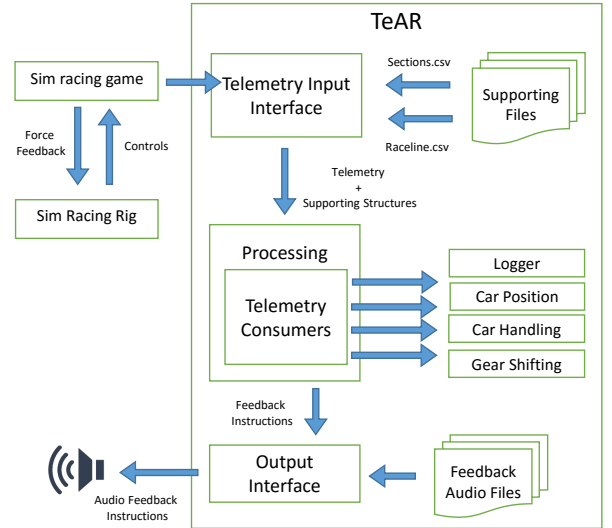 TeAR
Sim racing game
Telemetry Input
Interface
Sections.csv
Raceline.csv
Supporting
Files
Force
Feedback
Controls
Sim Racing Rig
Telemetry
+
Supporting Structures
Processing
Telemetry
Consumers
Logger
Car Position
Car Handling
Gear Shifting
Feedback
Instructions
Output
Interface
Feedback
Audio Files
Audio Feedback
Instructions